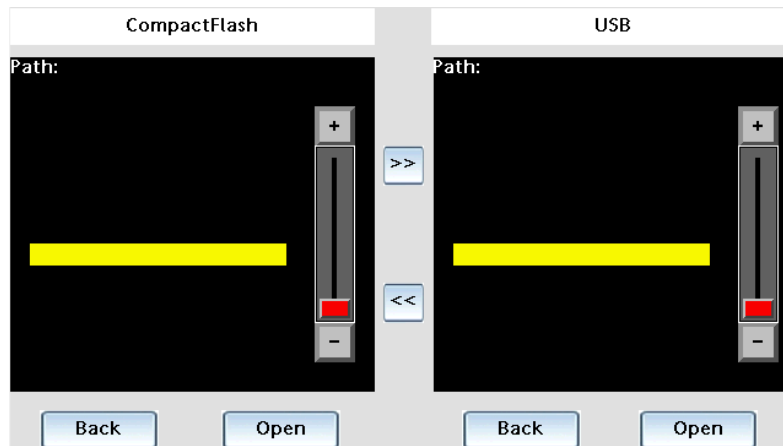 CompactFlash
USB
Path:
Path:
+
+
>>
<<
−
−
Back
Open
Back
Open